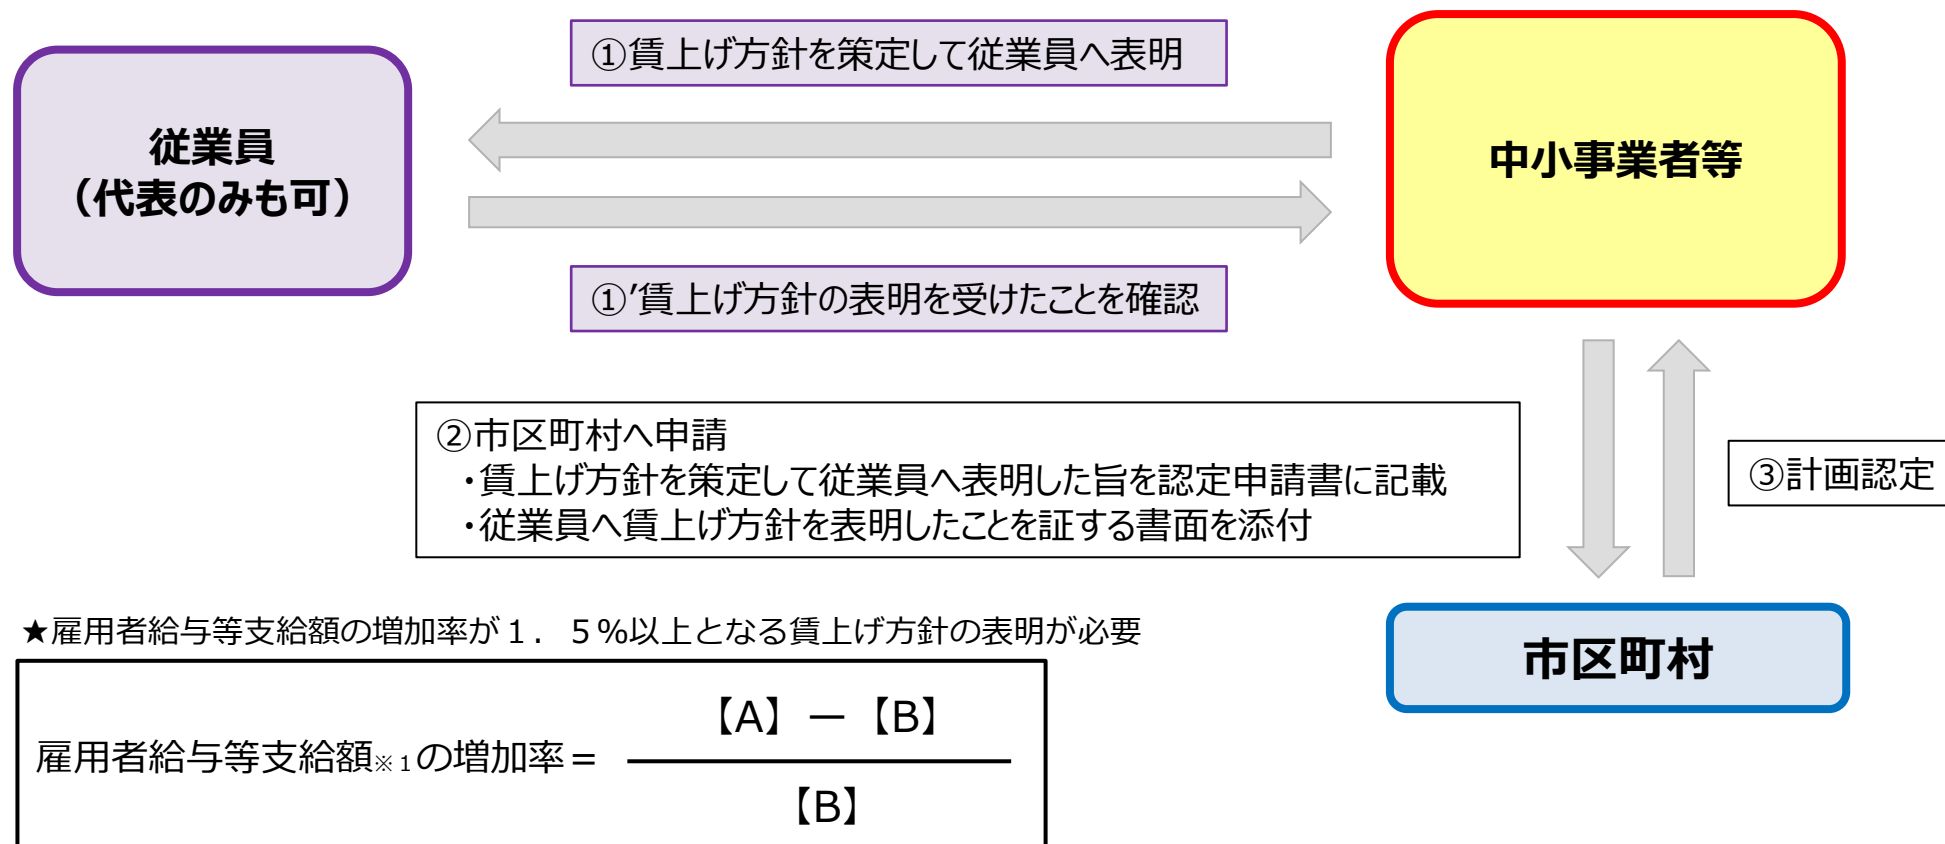 ①賃上げ方針を策定して従業員へ表明
従業員
（代表のみも可）
中小事業者等
①’賃上げ方針の表明を受けたことを確認
②市区町村へ申請
・賃上げ方針を策定して従業員へ表明した旨を認定申請書に記載
・従業員へ賃上げ方針を表明したことを証する書面を添付
③計画認定
★雇用者給与等支給額の増加率が１．５％以上となる賃上げ方針の表明が必要
市区町村
【A】－【B】
雇用者給与等支給額※１の増加率＝
【B】